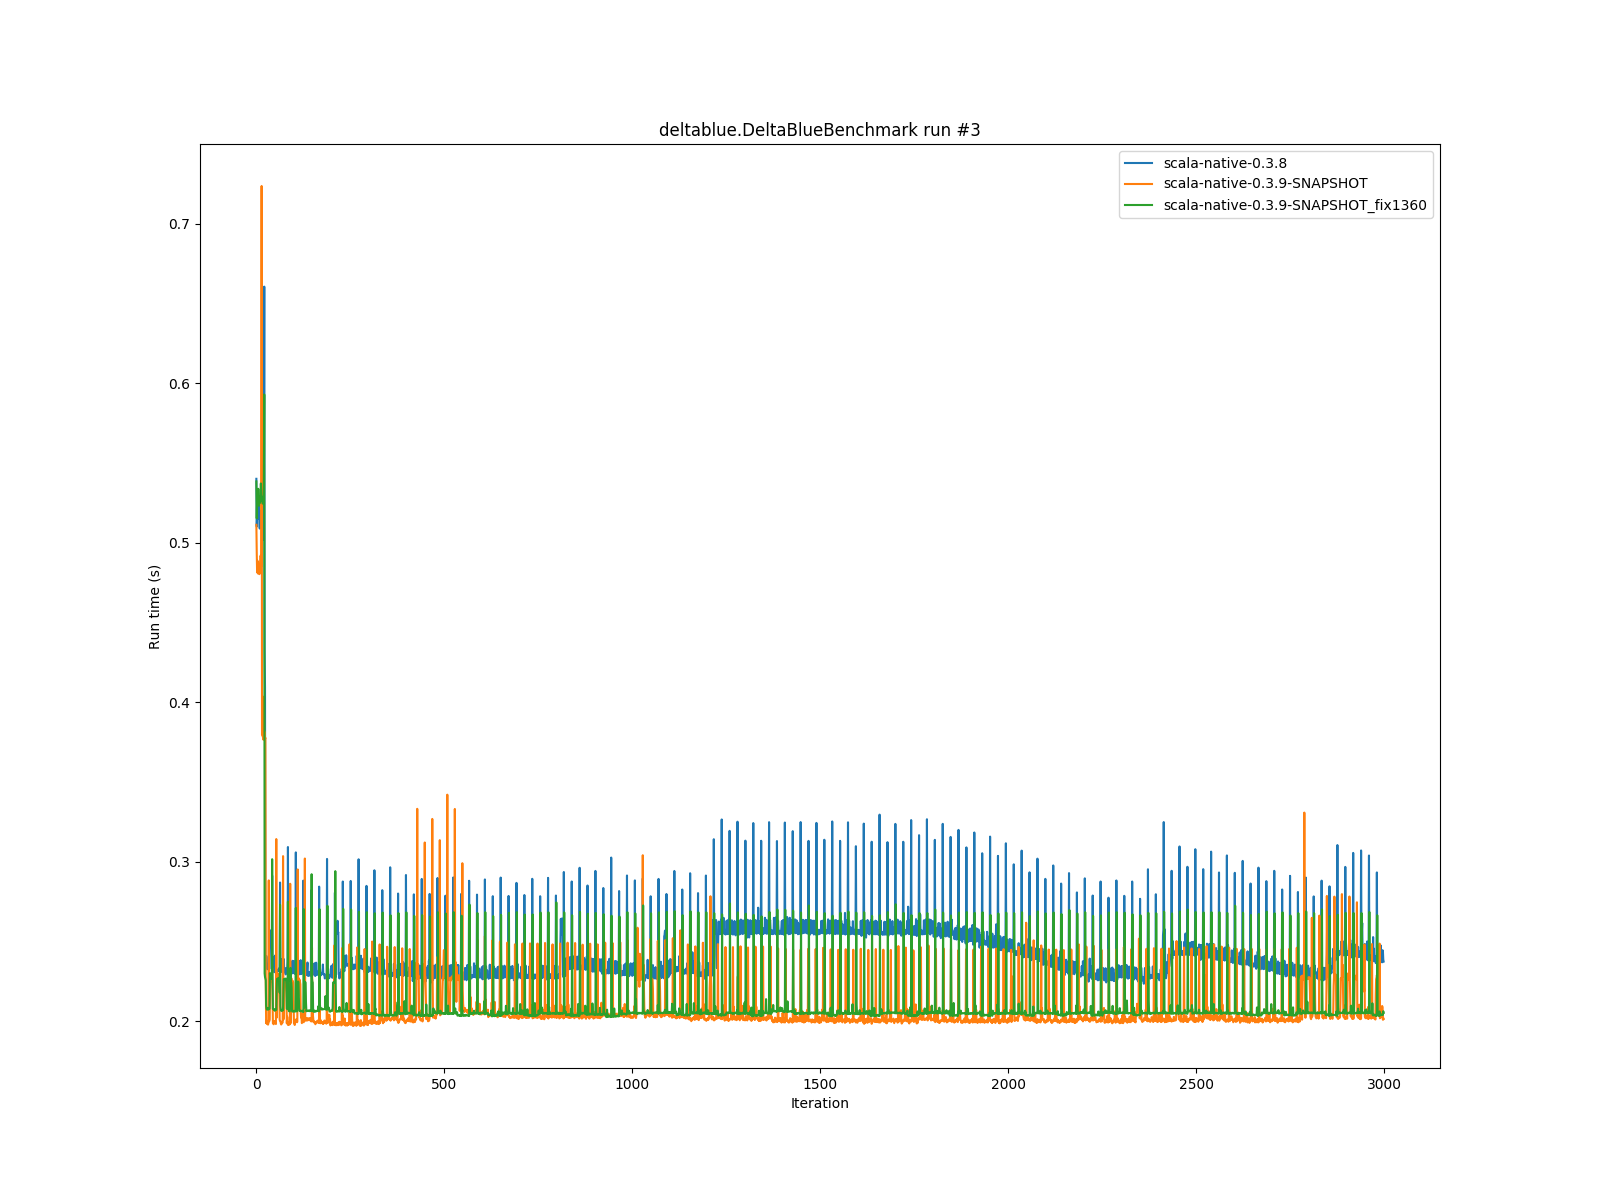 deltablue.DeltaBlueBenchmark run #3
scala-native-0.3.8
scala-native-0.3.9-SNAPSHOT
scala-native-0.3.9-SNAPSHOT_fix1360
Run time (s)
0.7
0.6
0.5
0.4
0.3
0.2
0 500 1000 1500 2000 2500 3000
Iteration